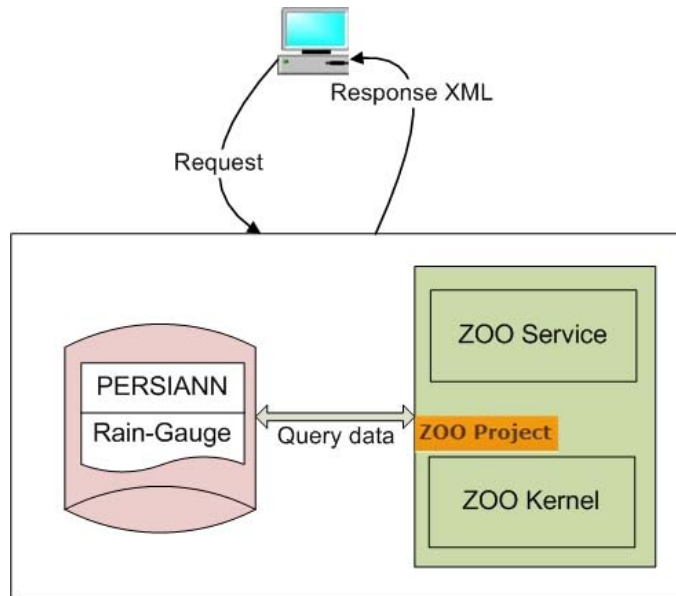 Response XML
Request
ZOO Service
PERSIANN
Rain-Gauge
Query data
ZOO Project
ZOO Kernel